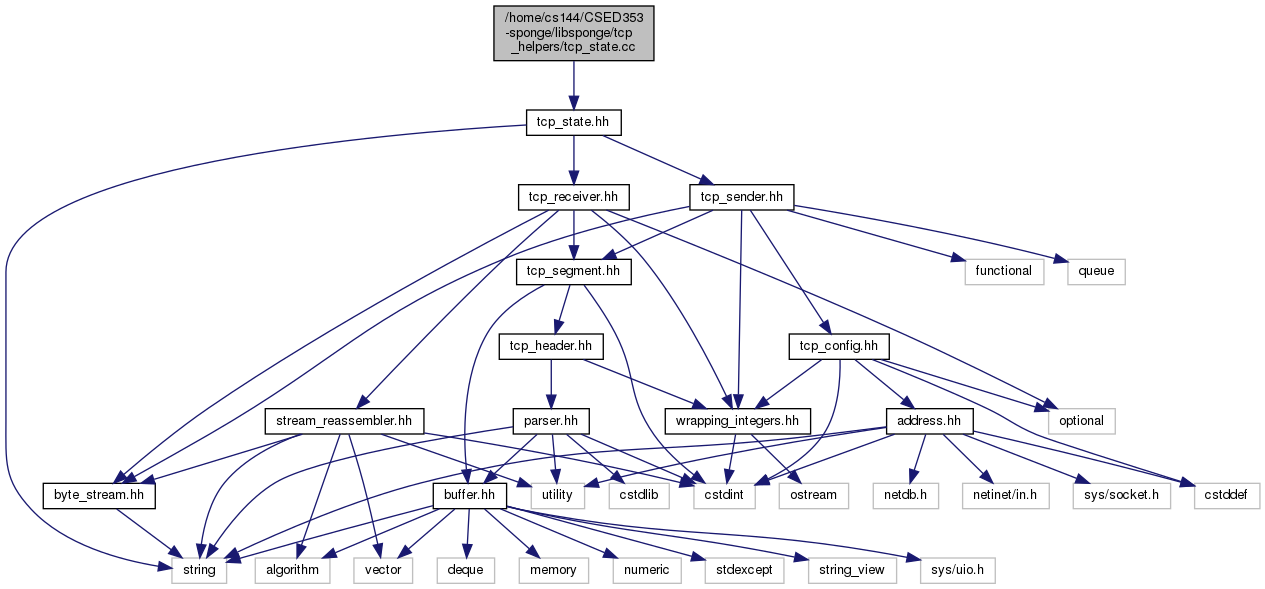 /home/cs144/CSED353
-sponge/libsponge/tcp
_helpers/tcp_state.cc
tcp_state.hh
tcp_receiver.hh
tcp_sender.hh
tcp_segment.hh
functional
queue
tcp_header.hh
tcp_config.hh
stream_reassembler.hh
parser.hh
wrapping_integers.hh
address.hh
optional
byte_stream.hh
buffer.hh
utility
cstdlib
cstdint
ostream
netdb.h
netinet/in.h
sys/socket.h
cstddef
string
algorithm
vector
deque
memory
numeric
stdexcept
string_view
sys/uio.h